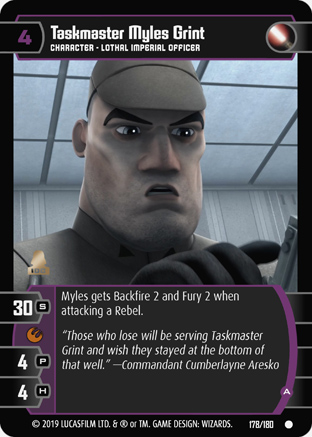 4
Taskmaster Myles Grint
CHARACTER - LOTHAL IMPERIAL OFFICER
30 S
Myles gets Backfire 2 and Fury 2 when
attacking a Rebel.
4 P
4 H
“Those who lose will be serving Taskmaster
Grint and wish they stayed at the bottom of
that well.” —Commandant Cumberlayne Aresko
A
© 2019 LUCASFILM LTD. & ® or TM. GAME DESIGN: WIZARDS.
178/180